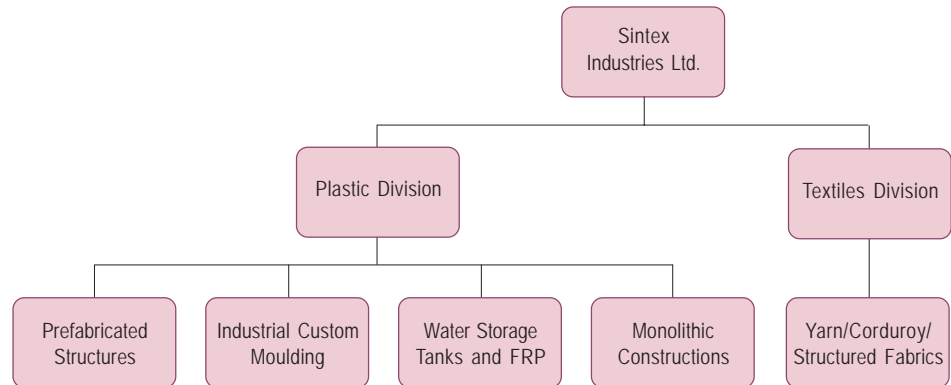 Sintex
Industries Ltd.
Plastic Division
Textiles Division
Prefabricated
Structures
Industrial Custom
Moulding
Water Storage
Tanks and FRP
Monolithic
Constructions
Yarn/Corduroy/
Structured Fabrics